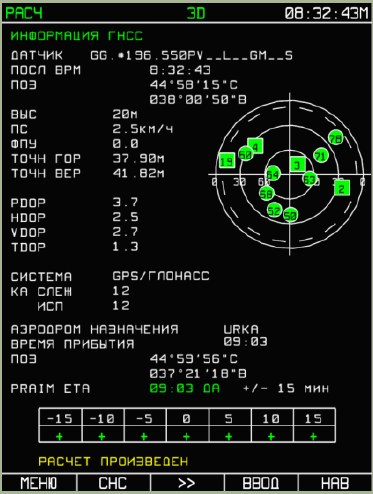 РАСЧ 3D 08:32:43М
ИНФОРМАЦИЯ ГНСС
ДАТЧИК GG.*196.550PV__L__GM__S
ПОСЛ ВРМ 8:32:43
ПОЗ 44°58'15"С
038°00'50"В
ВЫС 20м
ПС 2.5км/ч
ФПУ 0.0
ТОЧН ГОР 37.90м
ТОЧН ВЕР 41.82м
PDOP 3.7
HDOP 2.5
VDOP 2.7
TDOP 1.3
0 30 60
78
4
60
71
19
3
64
63
2
58
52
СИСТЕМА GPS/ГЛОНАСС
КА СЛЕЖ 12
ИСП 12
АЭРОДРОМ НАЗНАЧЕНИЯ URKA
ВРЕМЯ ПРИБЫТИЯ 09:03
ПОЗ 44°59'56"С
037°21'18"В
PRAIM ETA 09:03 ДА +/- 15 мин
-15 -10 -5 0 5 10 15
+ + + + + + +
РАСЧЕТ ПРОИЗВЕДЕН
МЕНЮ СНС >> ВВОД НАВ